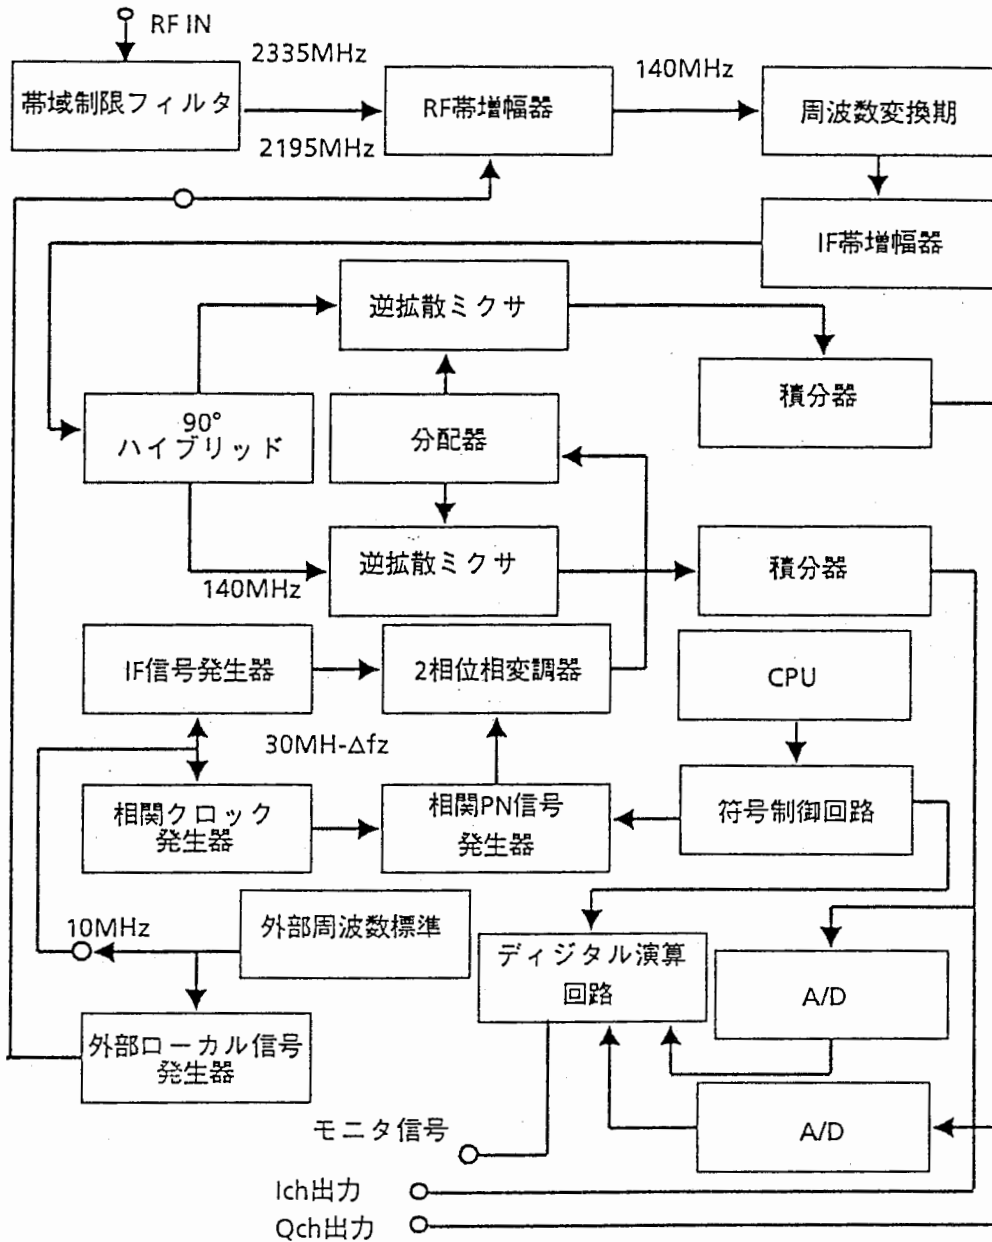 RF IN
2335MHz
140MHz
帯域制限フィルタ
RF帯増幅器
周波数変換期
2195MHz
IF帯増幅器
逆拡散ミクサ
積分器
90°
ハイブリッド
分配器
逆拡散ミクサ
積分器
140MHz
IF信号発生器
2相位相変調器
CPU
30MH-Δfz
相関クロック
発生器
相関PN信号
発生器
符号制御回路
10MHz
外部周波数標準
ディジタル演算
回路
A/D
外部ローカル信号
発生器
A/D
モニタ信号
Ich出力
Qch出力